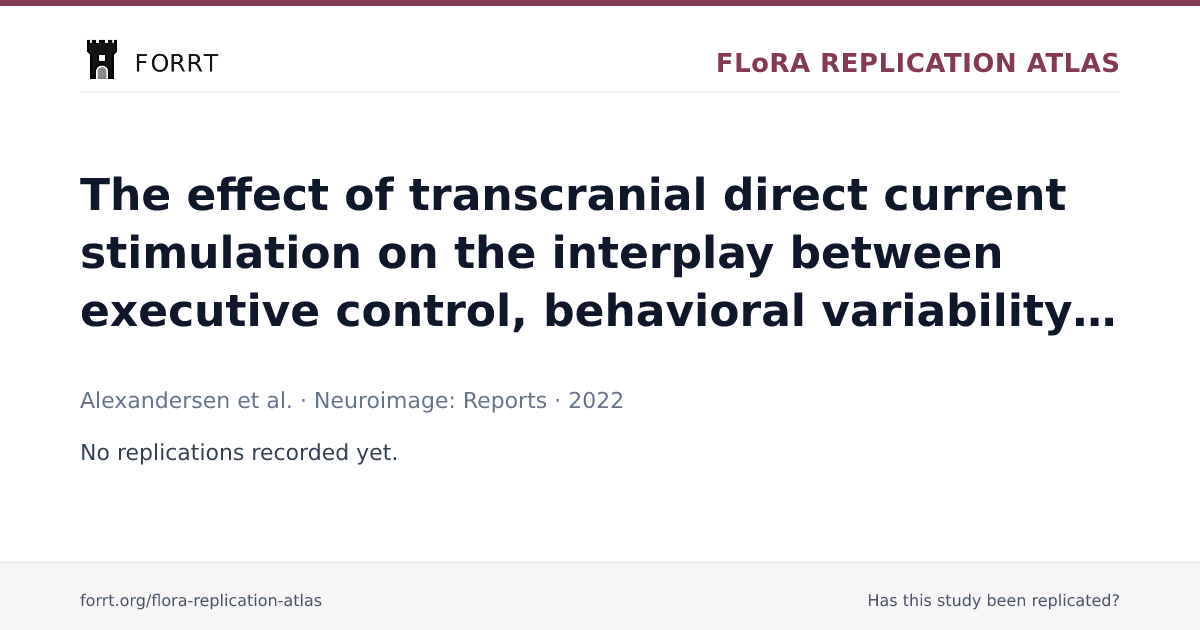 FORRT
FLoRA REPLICATION ATLAS
The effect of transcranial direct current
stimulation on the interplay between
executive control, behavioral variability…
Alexandersen et al. · Neuroimage: Reports · 2022
No replications recorded yet.
forrt.org/flora-replication-atlas
Has this study been replicated?